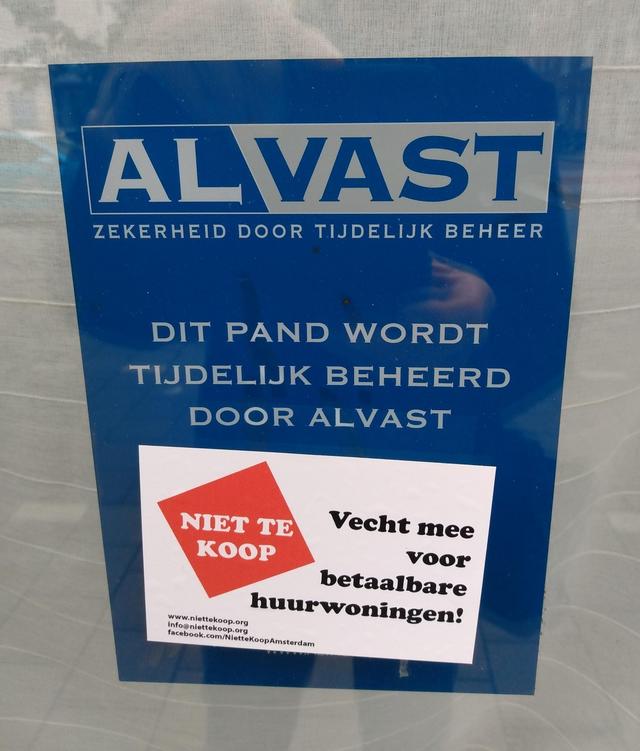 ALVAST
ZEKERHEID DOOR TIJDELIJK BEHEER
DIT PAND WORDT
TIJDELIJK BEHEERD
DOOR ALVAST
NIET TE
KOOP
Vecht mee
voor
betaalbare
huurwoningen!
www.niettekoop.org
info@niettekoop.org
facebook.com/NietteKoopAmsterdam